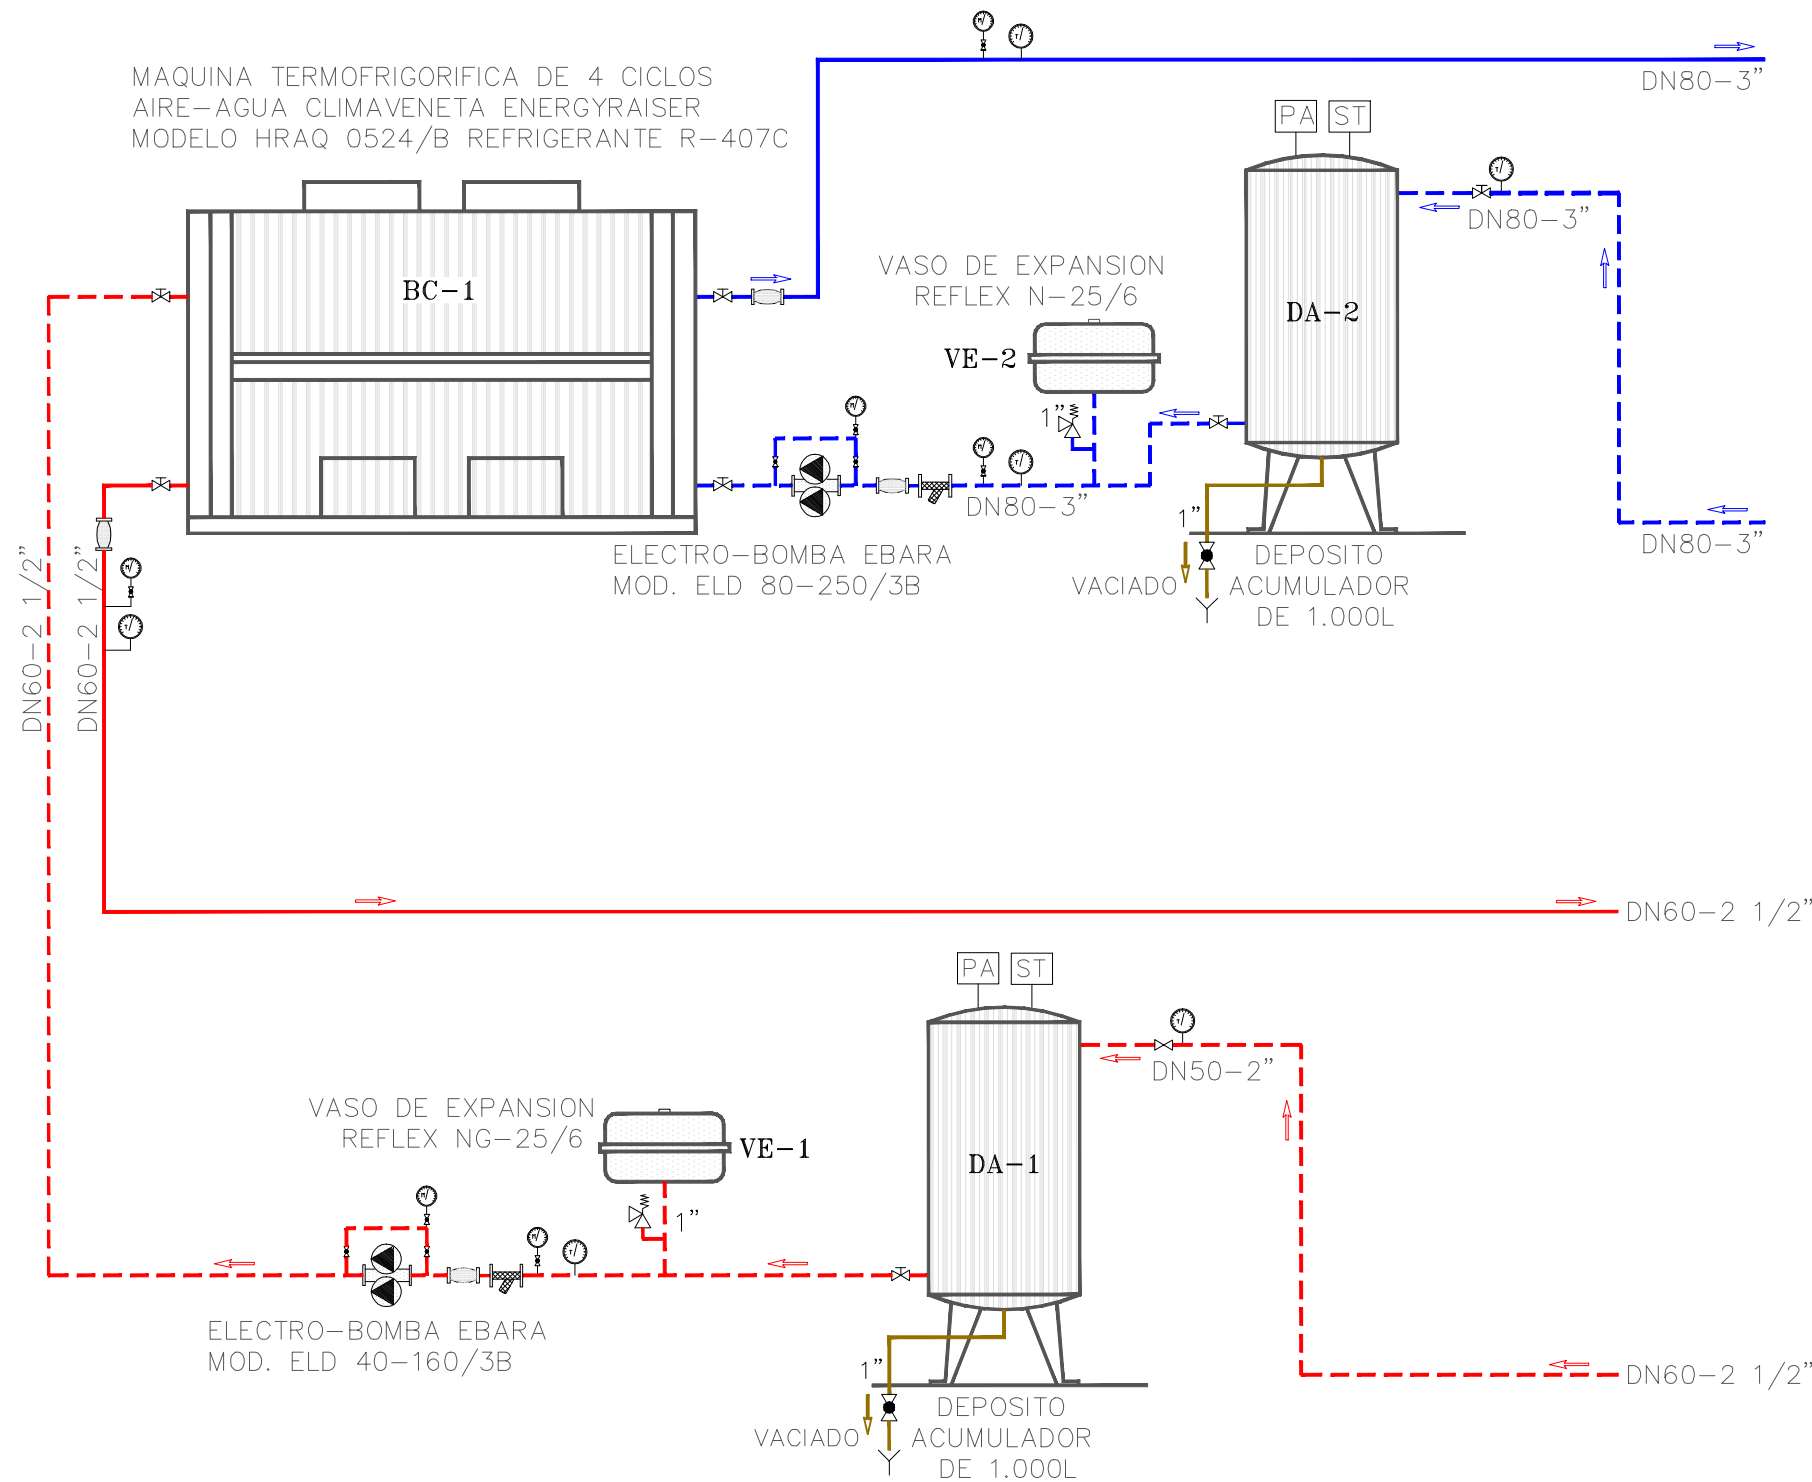 DN80-3"
MAQUINA TERMOFRIGORIFICA DE 4 CICLOS
AIRE-AGUA CLIMAVENETA ENERGYRAISER
MODELO HRAQ 0524/B REFRIGERANTE R-407C
PA ST
DN80-3"
BC-1
VASO DE EXPANSION
REFLEX N-25/6
DA-2
VE-2
1"
DN80-3"
1"
DN80-3"
ELECTRO-BOMBA EBARA
MOD. ELD 80-250/3B
DEPOSITO
ACUMULADOR
DE 1.000L
VACIADO
DN60-2 1/2"
DN60-2 1/2"
DN60-2 1/2"
PA ST
DN50-2"
VASO DE EXPANSION
REFLEX NG-25/6
VE-1
DA-1
1"
ELECTRO-BOMBA EBARA
MOD. ELD 40-160/3B
1"
DN60-2 1/2"
DEPOSITO
ACUMULADOR
DE 1.000L
VACIADO